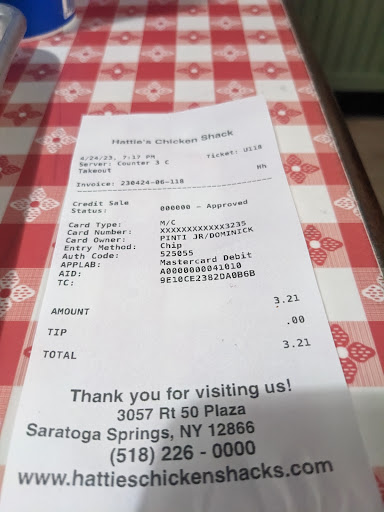 Hattie's Chicken Shack
4/24/23, 7:17 PM Ticket: U118
Server: Counter 3 C
Takeout NN
Invoice: 230424-06-118
Credit Sale
Status: 000000 - Approved
Card Type: M/C
Card Number: XXXXXXXXXXXX3235
Card Owner: PINTI JR/DOMINICK
Entry Method: Chip
Auth Code: 525055
APPLAB: Mastercard Debit
AID: A0000000041010
TC: 9E10CE2382DA0B6B
AMOUNT 3.21
TIP .00
TOTAL 3.21
Thank you for visiting us!
3057 Rt 50 Plaza
Saratoga Springs, NY 12866
(518) 226 - 0000
www.hattieschickenshacks.com